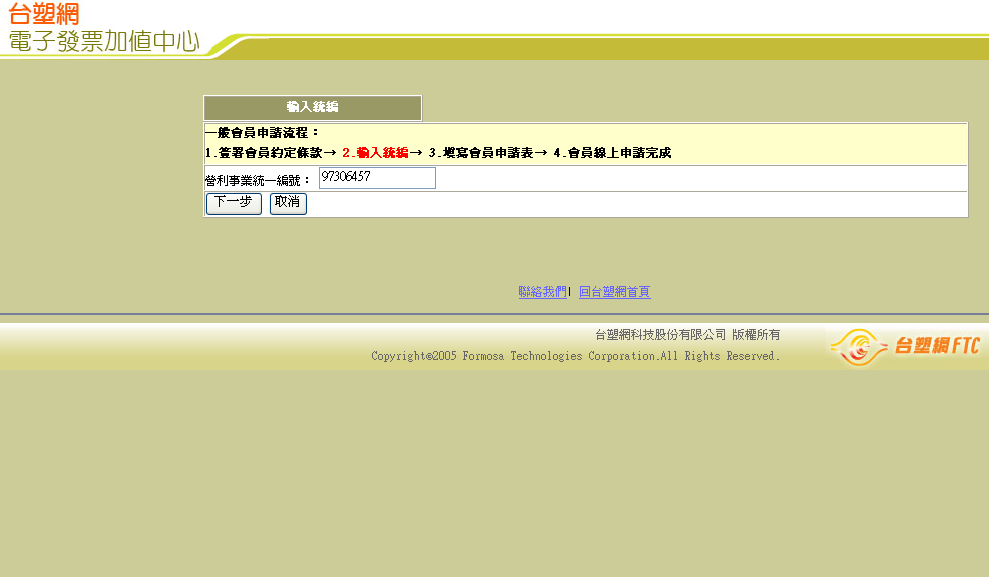 台塑網
電子發票加值中心
輸入統編
一般會員申請流程：
1.簽署會員約定條款→ 2.輸入統編→ 3.填寫會員申請表→ 4.會員線上申請完成
營利事業統一編號： 97306457
下一步 取消
聯絡我們| 回台塑網首頁
台塑網科技股份有限公司 版權所有
Copyright©2005 Formosa Technologies Corporation.All Rights Reserved.
台塑網FTC